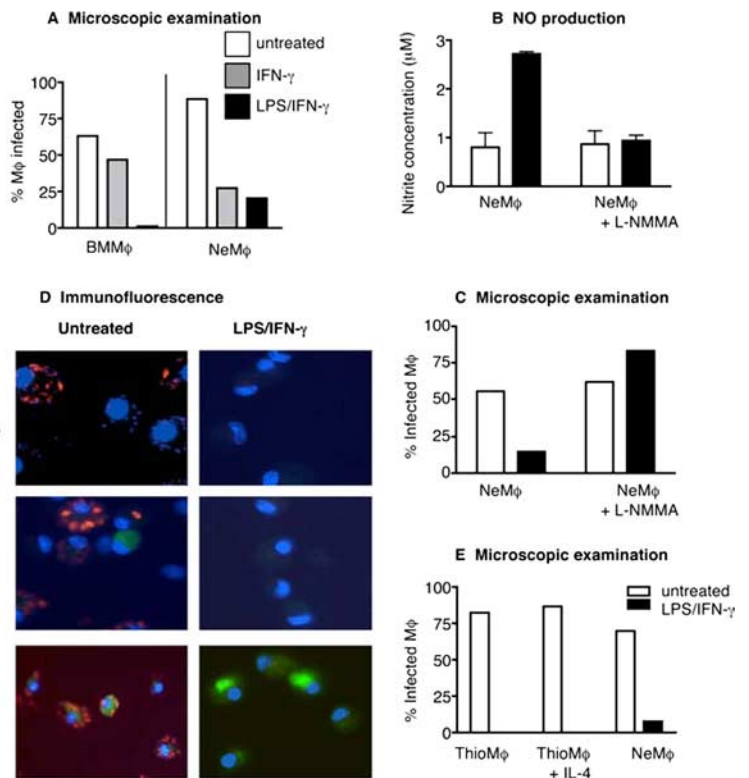 A Microscopic examination
untreated
IFN-γ
LPS/IFN-γ
% Mφ infected
100
75
50
25
0
BMMφ
NeMφ
B NO production
Nitrite concentration (μM)
3
2
1
0
NeMφ
NeMφ
+ L-NMMA
D Immunofluorescence
Untreated
LPS/IFN-γ
C Microscopic examination
% Infected Mφ
100
75
50
25
0
NeMφ
NeMφ
+ L-NMMA
E Microscopic examination
untreated
LPS/IFN-γ
% Infected Mφ
100
75
50
25
0
ThioMφ
ThioMφ
+ IL-4
NeMφ